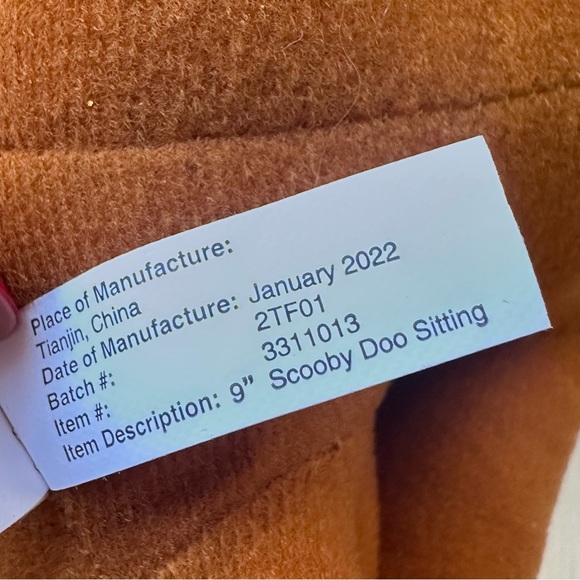 Place of Manufacture:
Tianjin, China
Date of Manufacture: January 2022
Batch #: 2TF01
Item #: 3311013
Item Description: 9” Scooby Doo Sitting